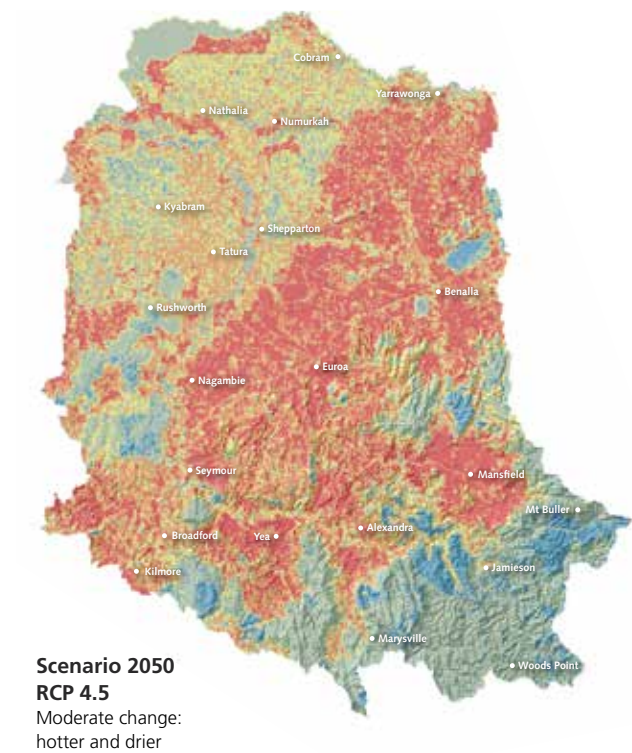 Cobram
Yarrawonga
Nathalia
Numurkah
Kyabram
Shepparton
Tatura
Benalla
Rushworth
Euroa
Nagambie
Seymour
Mansfield
Mt Buller
Alexandra
Broadford
Yea
Jamieson
Kilmore
Marysville
Woods Point
Scenario 2050
RCP 4.5
Moderate change:
hotter and drier